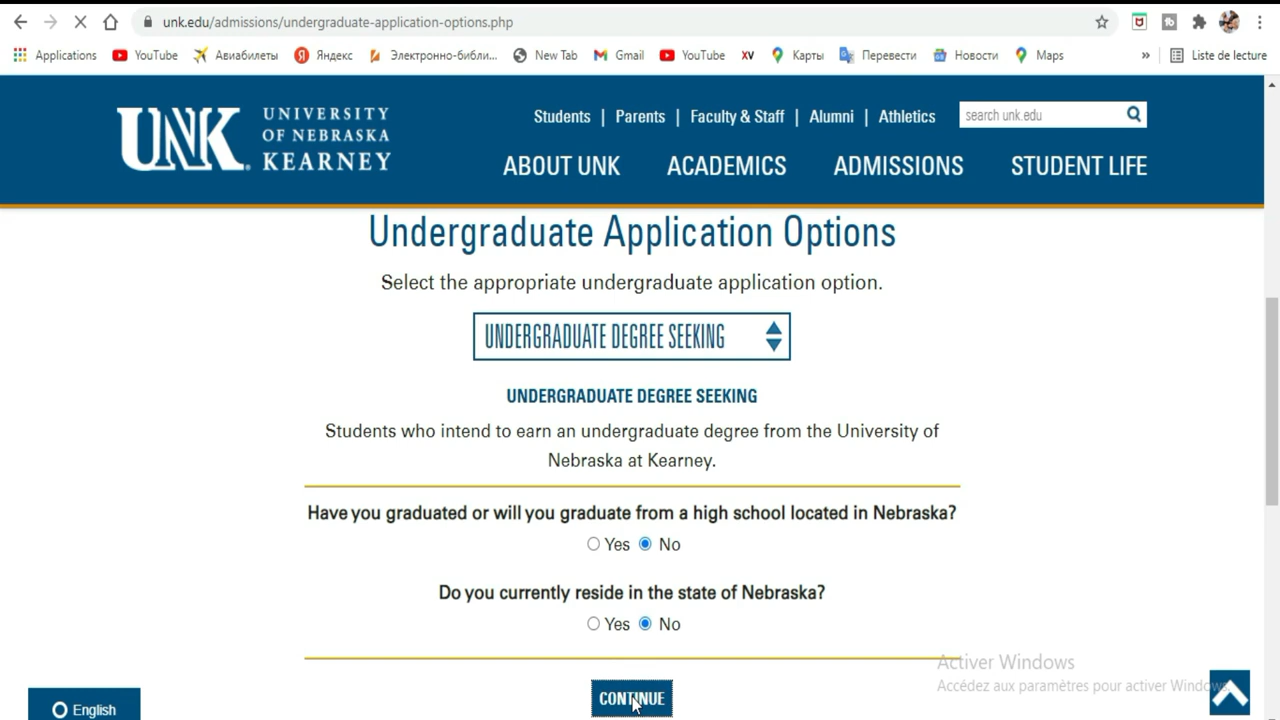 unk.edu/admissions/undergraduate-application-options.php
Applications YouTube Авиабилеты Яндекс Электронно-библи... New Tab Gmail YouTube XV Карты Перевести Новости Maps » Liste de lecture
UNK UNIVERSITY OF NEBRASKA KEARNEY
Students | Parents | Faculty & Staff | Alumni | Athletics
search unk.edu
ABOUT UNK ACADEMICS ADMISSIONS STUDENT LIFE
Undergraduate Application Options
Select the appropriate undergraduate application option.
UNDERGRADUATE DEGREE SEEKING
UNDERGRADUATE DEGREE SEEKING
Students who intend to earn an undergraduate degree from the University of
Nebraska at Kearney.
Have you graduated or will you graduate from a high school located in Nebraska?
Yes No
Do you currently reside in the state of Nebraska?
Yes No
Activer Windows
Accédez aux paramètres pour activer Windows.
CONTINUE
English